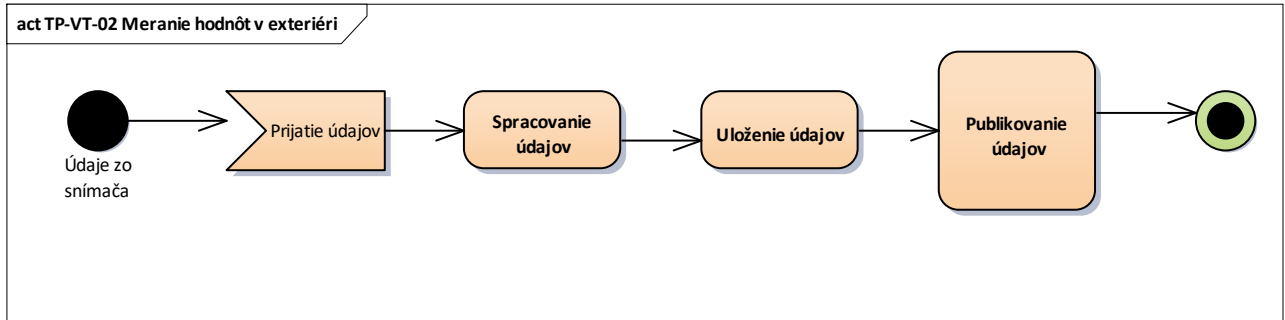 act TP-VT-02 Meranie hodnôt v exteriéri
Údaje zo
snímača
Prijatie údajov
Spracovanie
údajov
Uloženie údajov
Publikovanie
údajov